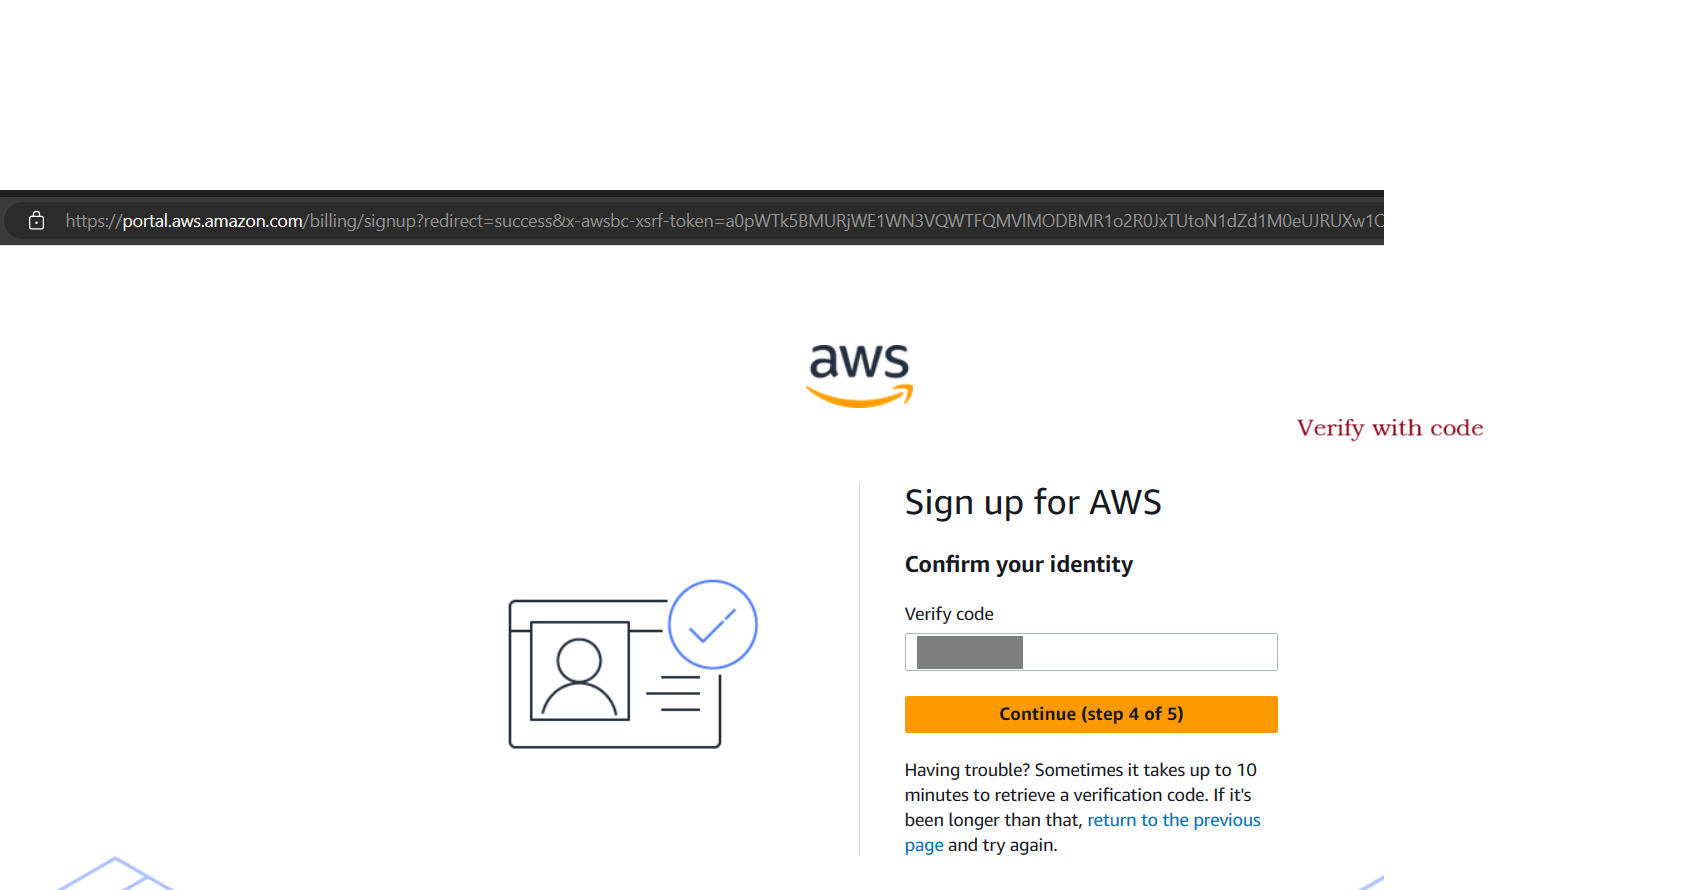 https://portal.aws.amazon.com/billing/signup?redirect=success&x-awsbc-xsrf-token=a0pWTk5BMURjWE1WN3VQWTFQMVlMODBMR1o2R0JxTUtoN1dZd1M0eUJRUXw1C
aws
Verify with code
Sign up for AWS
Confirm your identity
Verify code
Continue (step 4 of 5)
Having trouble? Sometimes it takes up to 10
minutes to retrieve a verification code. If it's
been longer than that, return to the previous
page and try again.